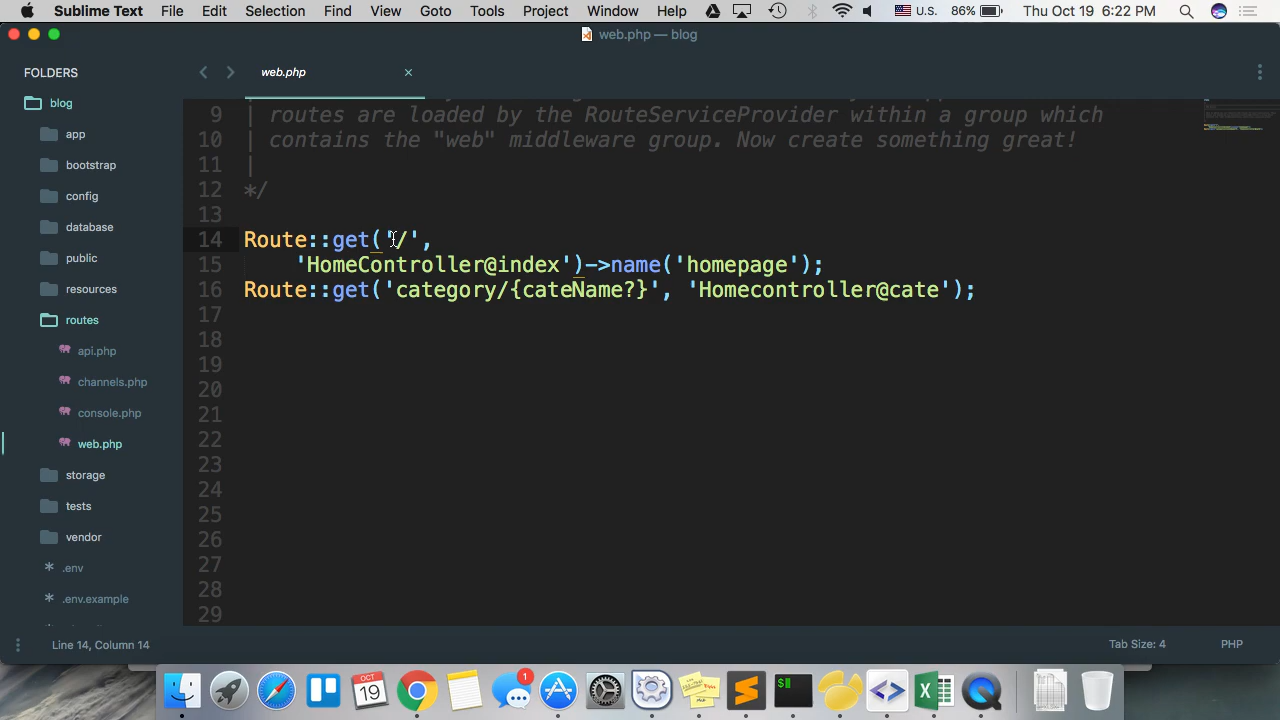 Sublime Text File Edit Selection Find View Goto Tools Project Window Help U.S. 86% Thu Oct 19 6:22 PM
web.php — blog
FOLDERS
blog
app
bootstrap
config
database
public
resources
routes
api.php
channels.php
console.php
web.php
storage
tests
vendor
.env
.env.example
web.php
9 | routes are loaded by the RouteServiceProvider within a group which
10 | contains the "web" middleware group. Now create something great!
11 |
12 */
13
14 Route::get('/',
15 'HomeController@index')->name('homepage');
16 Route::get('category/{cateName?}', 'Homecontroller@cate');
17
18
19
20
21
22
23
24
25
26
27
28
29
Line 14, Column 14 Tab Size: 4 PHP
OCT
19
1
$